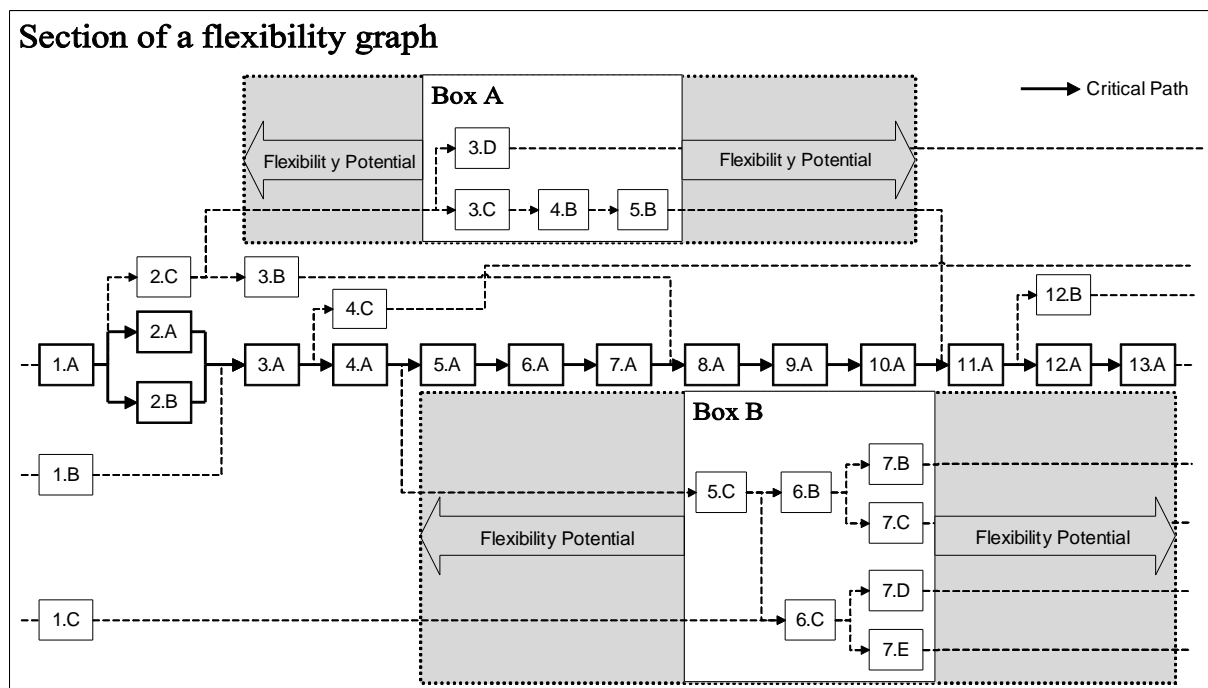 Section of a flexibility graph
Box A
Critical Path
Flexibility Potential
3.D
Flexibility Potential
3.C
4.B
5.B
2.C
3.B
4.C
12.B
2.A
1.A
3.A
4.A
5.A
6.A
7.A
8.A
9.A
10.A
11.A
12.A
13.A
2.B
Box B
1.B
7.B
5.C
6.B
7.C
Flexibility Potential
Flexibility Potential
7.D
1.C
6.C
7.E